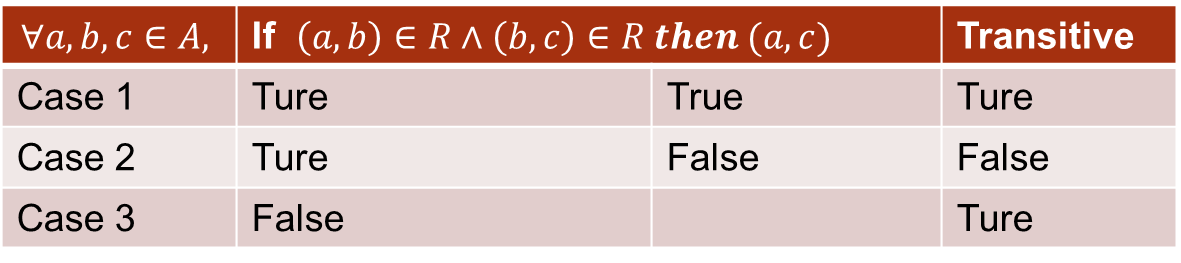 ∀a, b, c ∈ A, If (a, b) ∈ R ∧ (b, c) ∈ R then (a, c) Transitive
Case 1 Ture True Ture
Case 2 Ture False False
Case 3 False Ture